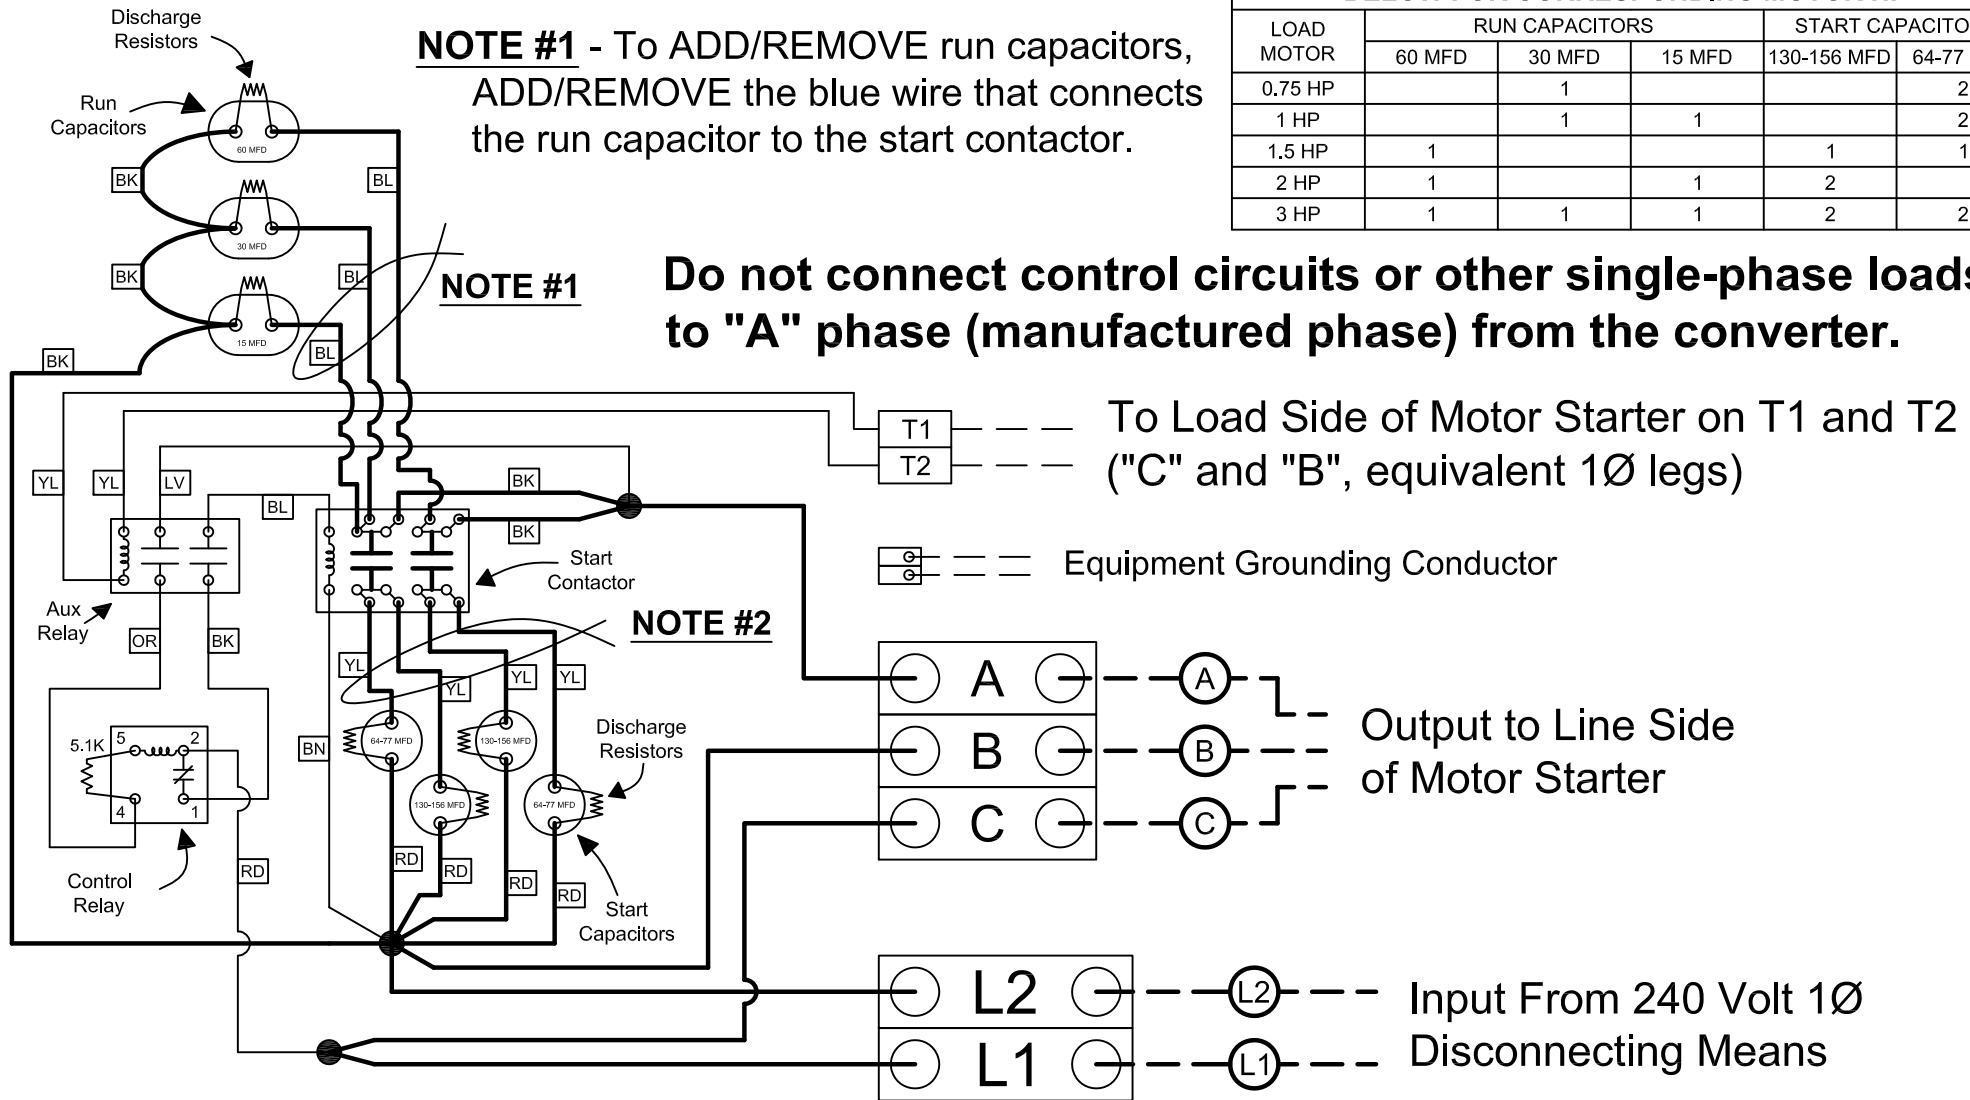 Discharge
Resistors
Run
Capacitors
NOTE #1 - To ADD/REMOVE run capacitors,
ADD/REMOVE the blue wire that connects
the run capacitor to the start contactor.
LOAD
MOTOR
RUN CAPACITORS
START CAPACITO
60 MFD 30 MFD 15 MFD 130-156 MFD 64-77
0.75 HP 1 2
1 HP 1 1 2
1.5 HP 1 1 1
2 HP 1 1 2
3 HP 1 1 1 2 2
60 MFD
BK
BL
30 MFD
BK
BL
NOTE #1
15 MFD
BL
BK
Do not connect control circuits or other single-phase loads
to "A" phase (manufactured phase) from the converter.
T1
T2
To Load Side of Motor Starter on T1 and T2
("C" and "B", equivalent 1Ø legs)
YL YL LV
BL
BK
BK
Start
Contactor
Equipment Grounding Conductor
Aux
Relay
OR BK
NOTE #2
YL YL YL YL
A A
B B
C C
Output to Line Side
of Motor Starter
5.1K 5 2
4 1
BN
64-77 MFD 130-156 MFD
130-156 MFD 64-77 MFD
Discharge
Resistors
RD RD RD RD
RD
Control
Relay
Start
Capacitors
L2 L2
L1 L1
Input From 240 Volt 1Ø
Disconnecting Means